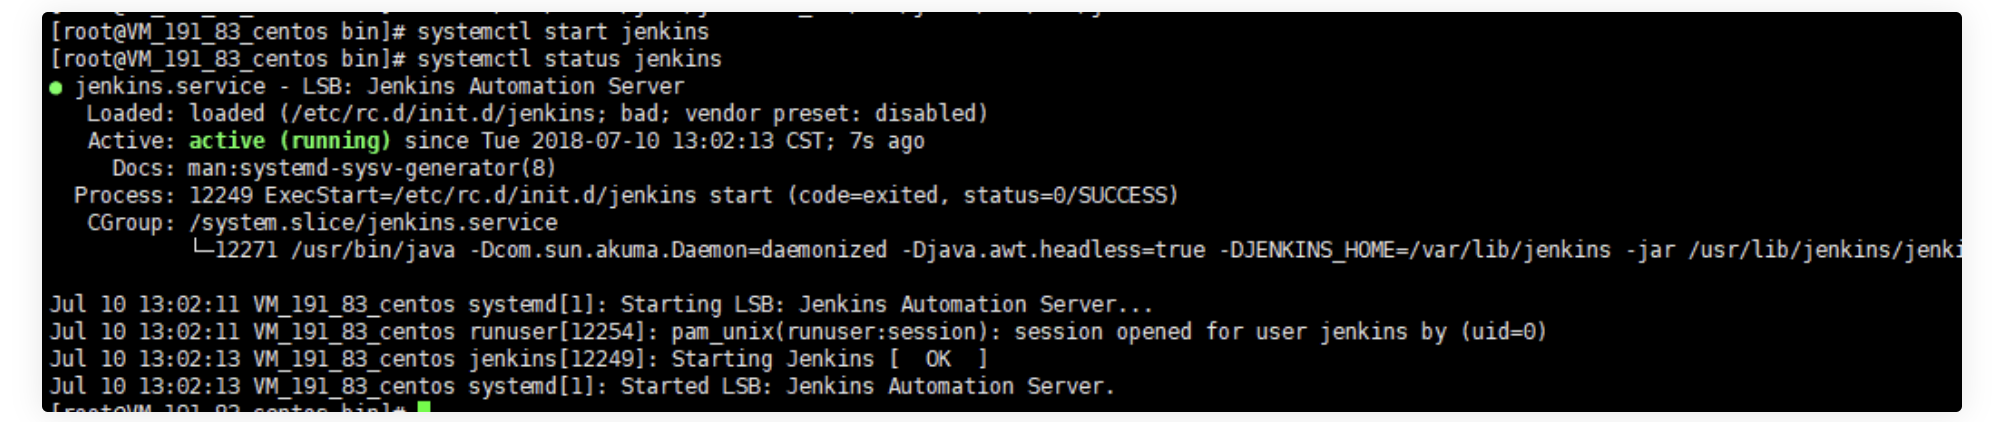 [root@VM_191_83_centos bin]# systemctl start jenkins
[root@VM_191_83_centos bin]# systemctl status jenkins
● jenkins.service - LSB: Jenkins Automation Server
   Loaded: loaded (/etc/rc.d/init.d/jenkins; bad; vendor preset: disabled)
   Active: active (running) since Tue 2018-07-10 13:02:13 CST; 7s ago
     Docs: man:systemd-sysv-generator(8)
  Process: 12249 ExecStart=/etc/rc.d/init.d/jenkins start (code=exited, status=0/SUCCESS)
   CGroup: /system.slice/jenkins.service
           └─12271 /usr/bin/java -Dcom.sun.akuma.Daemon=daemonized -Djava.awt.headless=true -DJENKINS_HOME=/var/lib/jenkins -jar /usr/lib/jenkins/jenki
Jul 10 13:02:11 VM_191_83_centos systemd[1]: Starting LSB: Jenkins Automation Server...
Jul 10 13:02:11 VM_191_83_centos runuser[12254]: pam_unix(runuser:session): session opened for user jenkins by (uid=0)
Jul 10 13:02:13 VM_191_83_centos jenkins[12249]: Starting Jenkins [  OK  ]
Jul 10 13:02:13 VM_191_83_centos systemd[1]: Started LSB: Jenkins Automation Server.
[root@VM_191_83_centos bin]#